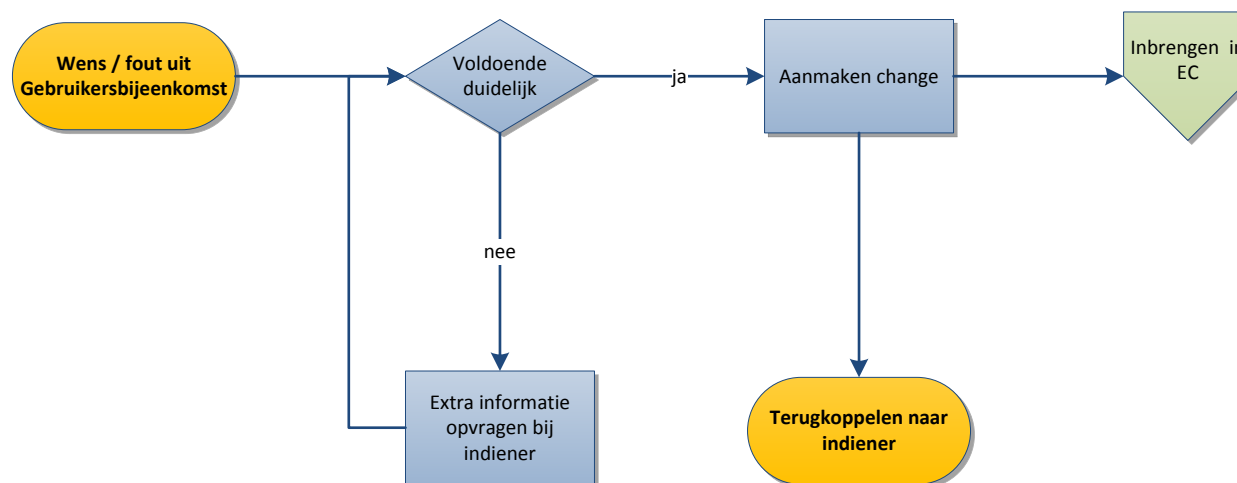 Wens / fout uit
Gebruikersbijeenkomst
Voldoende
duidelijk
ja
Aanmaken change
Inbrengen
EC
nee
Extra informatie
opvragen bij
indiener
Terugkoppelen naar
indiener